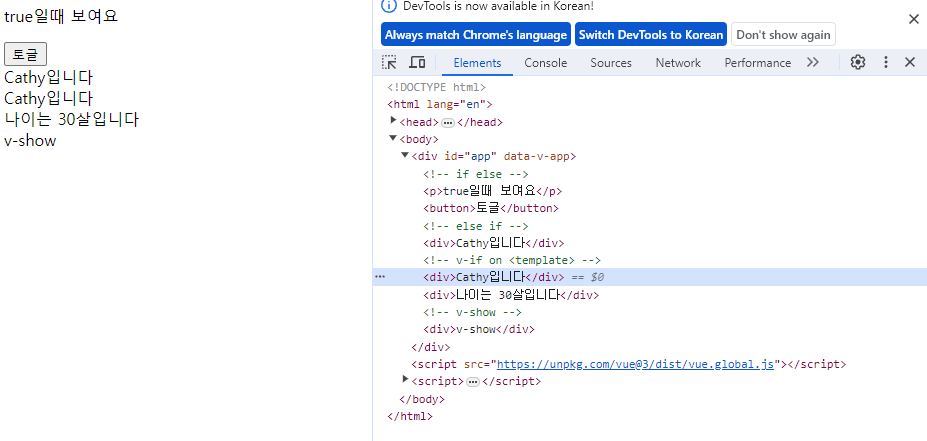 true일때 보여요
토글
Cathy입니다
Cathy입니다
나이는 30살입니다
v-show
DevTools is now available in Korean!
Always match Chrome's language
Switch DevTools to Korean
Don't show again
Elements
Console
Sources
Network
Performance
<!DOCTYPE html>
<html lang="en">
<head> ••• </head>
<body>
<div id="app" data-v-app>
<!-- if else -->
<p>true일때 보여요</p>
<button>토글</button>
<!-- else if -->
<div>Cathy입니다</div>
<!-- v-if on <template> -->
<div>Cathy입니다</div> == $0
<div>나이는 30살입니다</div>
<!-- v-show -->
<div>v-show</div>
</div>
<script src="https://unpkg.com/vue@3/dist/vue.global.js"></script>
<script> ••• </script>
</body>
</html>